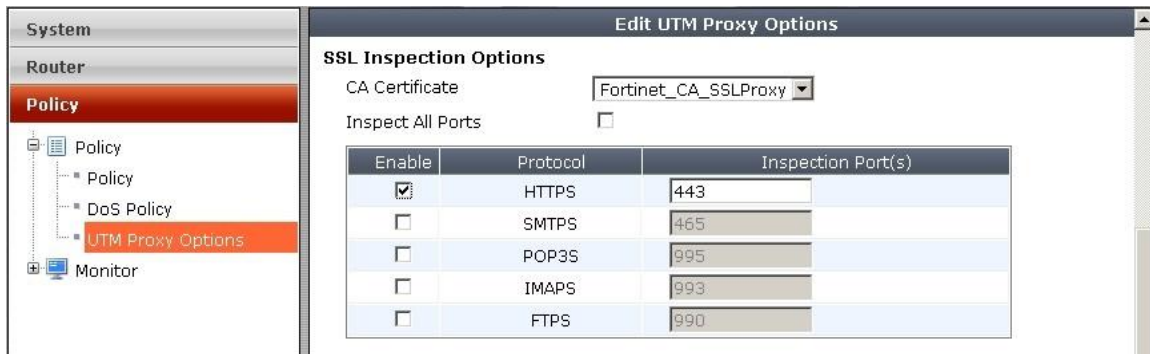 System
Router
Policy
Policy
Policy
DoS Policy
UTM Proxy Options
Monitor
Edit UTM Proxy Options
SSL Inspection Options
CA Certificate Fortinet_CA_SSLProxy
Inspect All Ports
Enable Protocol Inspection Port(s)
HTTPS 443
SMTPS 465
POP3S 995
IMAPS 993
FTPS 990